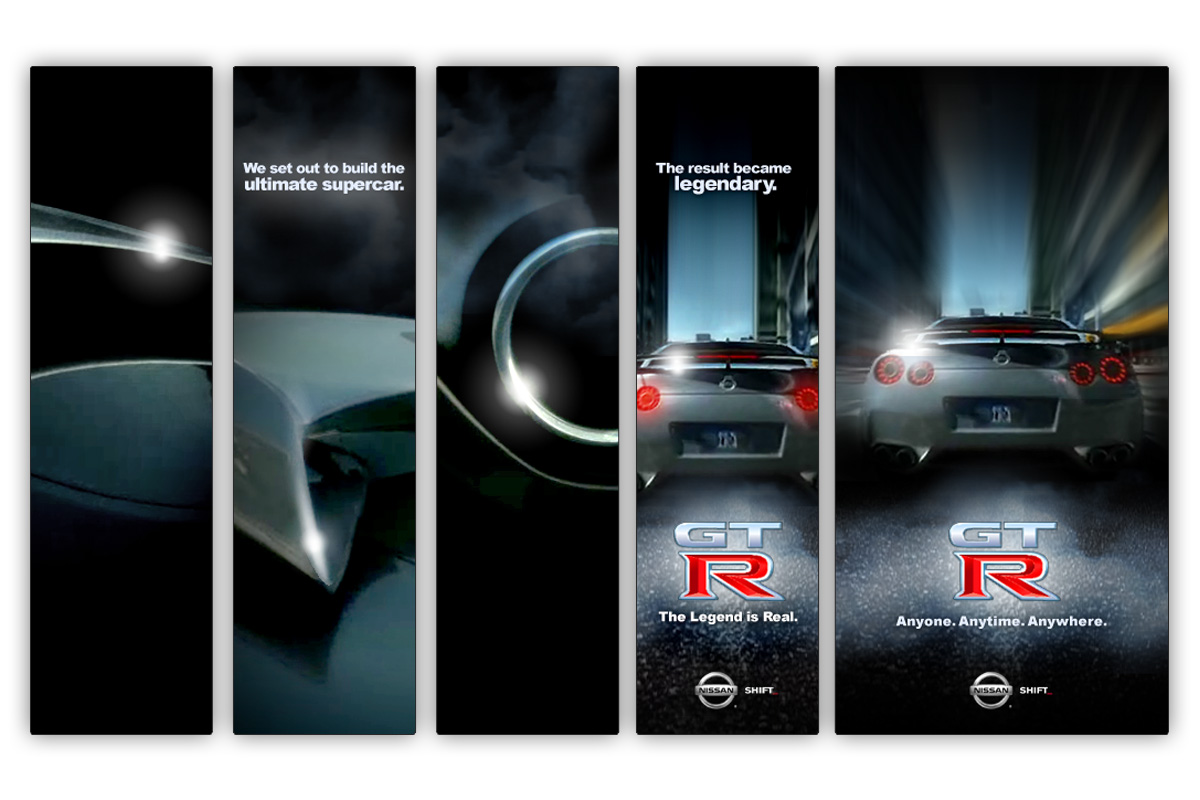 We set out to build the
ultimate supercar.
The result became
legendary.
GT
R
The Legend is Real.
NISSAN SHIFT_
GT
R
Anyone. Anytime. Anywhere.
NISSAN SHIFT_